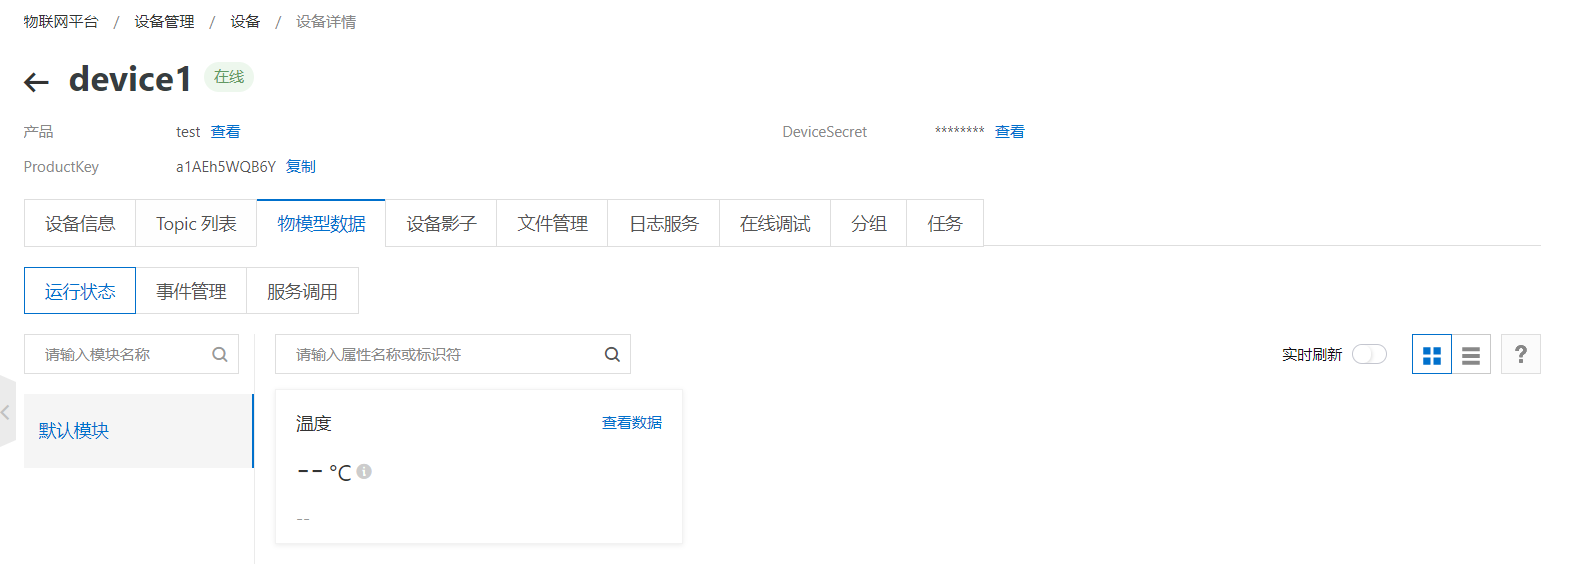 物联网平台 / 设备管理 / 设备 / 设备详情
device1 在线
产品 test 查看 DeviceSecret ******** 查看
ProductKey a1AEh5WQB6Y 复制
设备信息 Topic 列表 物模型数据 设备影子 文件管理 日志服务 在线调试 分组 任务
运行状态 事件管理 服务调用
请输入模块名称 请输入属性名称或标识符 实时刷新 ?
默认模块
温度 查看数据
-- °C
--